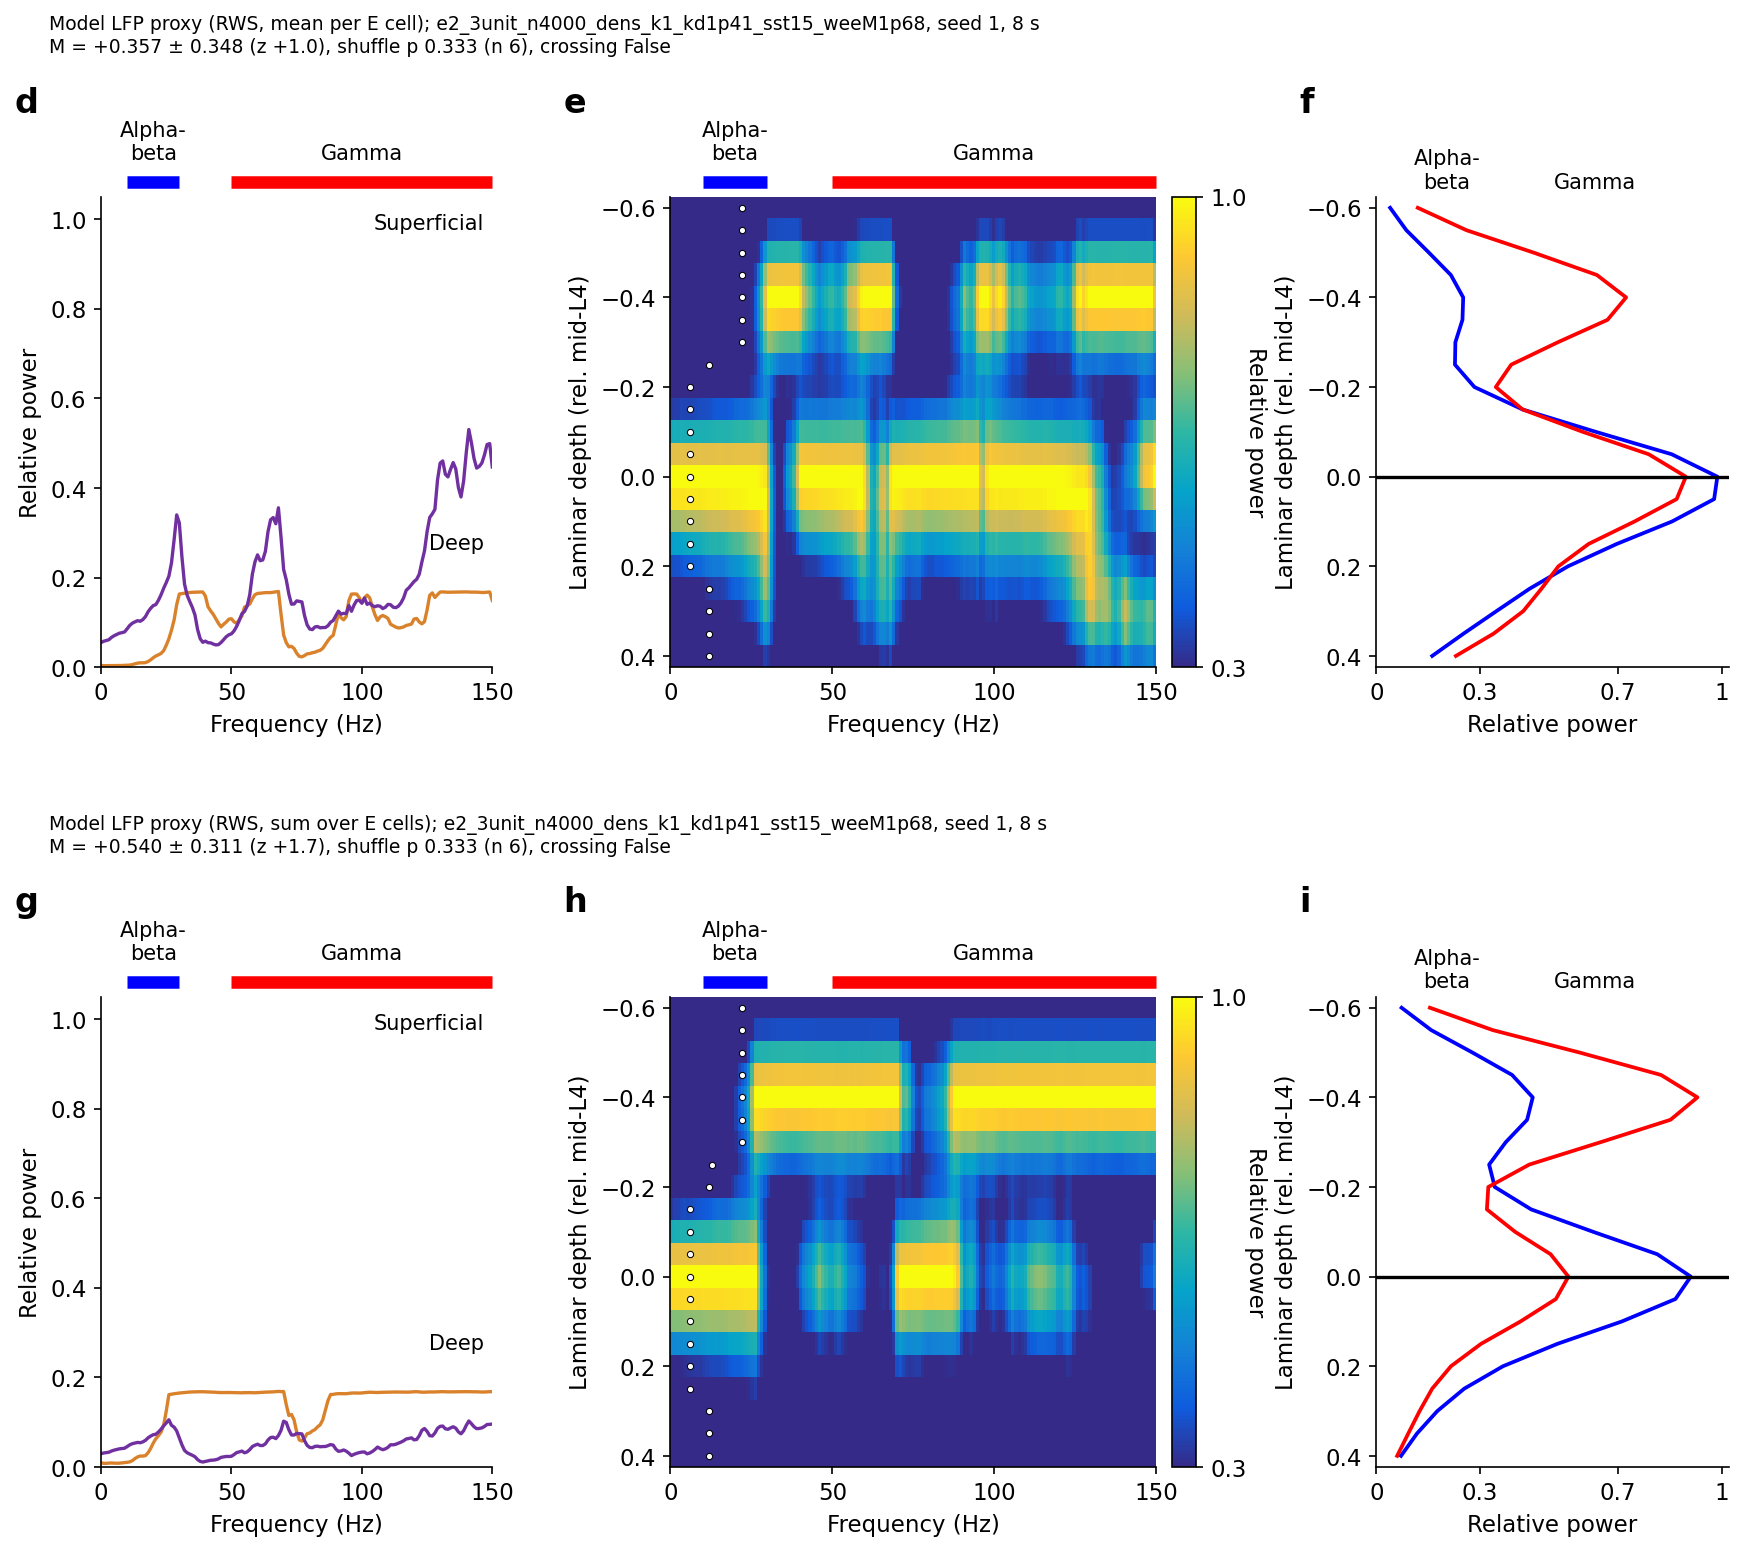 Model LFP proxy (RWS, mean per E cell); e2_3unit_n4000_dens_k1_kd1p41_sst15_weeM1p68, seed 1, 8 s
M = +0.357 ± 0.348 (z +1.0), shuffle p 0.333 (n 6), crossing False
d
Alpha-
beta
Gamma
Superficial
Deep
1.0
0.8
0.6
0.4
0.2
0.0
0
50
100
150
Relative power
Frequency (Hz)
e
Alpha-
beta
Gamma
−0.6
−0.4
−0.2
0.0
0.2
0.4
0
50
100
150
Laminar depth (rel. mid-L4)
Frequency (Hz)
1.0
0.3
Relative power
f
Alpha-
beta
Gamma
−0.6
−0.4
−0.2
0.0
0.2
0.4
0
0.3
0.7
1
Laminar depth (rel. mid-L4)
Relative power
Model LFP proxy (RWS, sum over E cells); e2_3unit_n4000_dens_k1_kd1p41_sst15_weeM1p68, seed 1, 8 s
M = +0.540 ± 0.311 (z +1.7), shuffle p 0.333 (n 6), crossing False
g
Alpha-
beta
Gamma
Superficial
Deep
1.0
0.8
0.6
0.4
0.2
0.0
0
50
100
150
Relative power
Frequency (Hz)
h
Alpha-
beta
Gamma
−0.6
−0.4
−0.2
0.0
0.2
0.4
0
50
100
150
Laminar depth (rel. mid-L4)
Frequency (Hz)
1.0
0.3
Relative power
i
Alpha-
beta
Gamma
−0.6
−0.4
−0.2
0.0
0.2
0.4
0
0.3
0.7
1
Laminar depth (rel. mid-L4)
Relative power